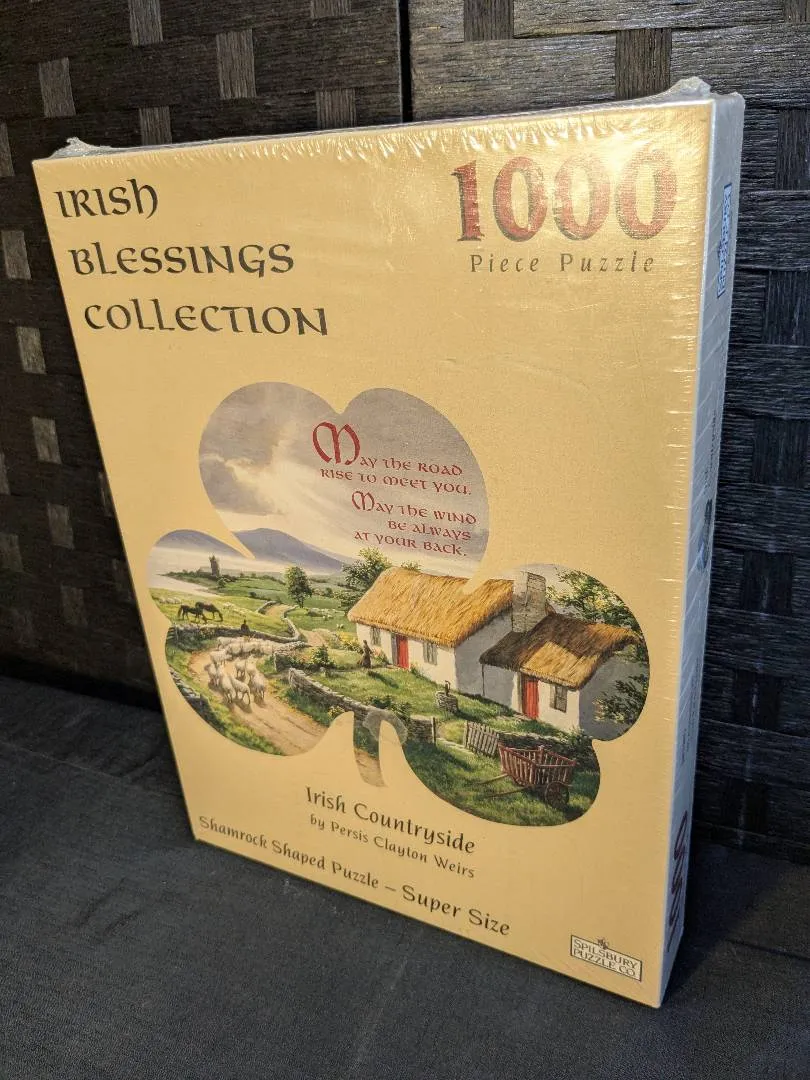 IRISH
BLESSINGS
COLLECTION
1000
Piece Puzzle
MAY THE ROAD
RISE TO MEET YOU.
MAY THE WIND
BE ALWAYS
AT YOUR BACK.
Irish Countryside
by Persis Clayton Weirs
Shamrock Shaped Puzzle – Super Size
SPILSBURY
PUZZLE CO.